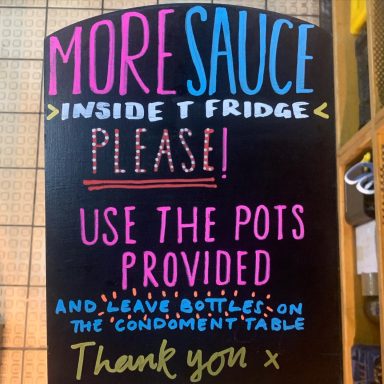 MORE SAUCE
>INSIDE T FRIDGE<
PLEASE!
USE THE POTS
PROVIDED
AND LEAVE BOTTLES ON
THE CONDOMENT TABLE
Thank you x